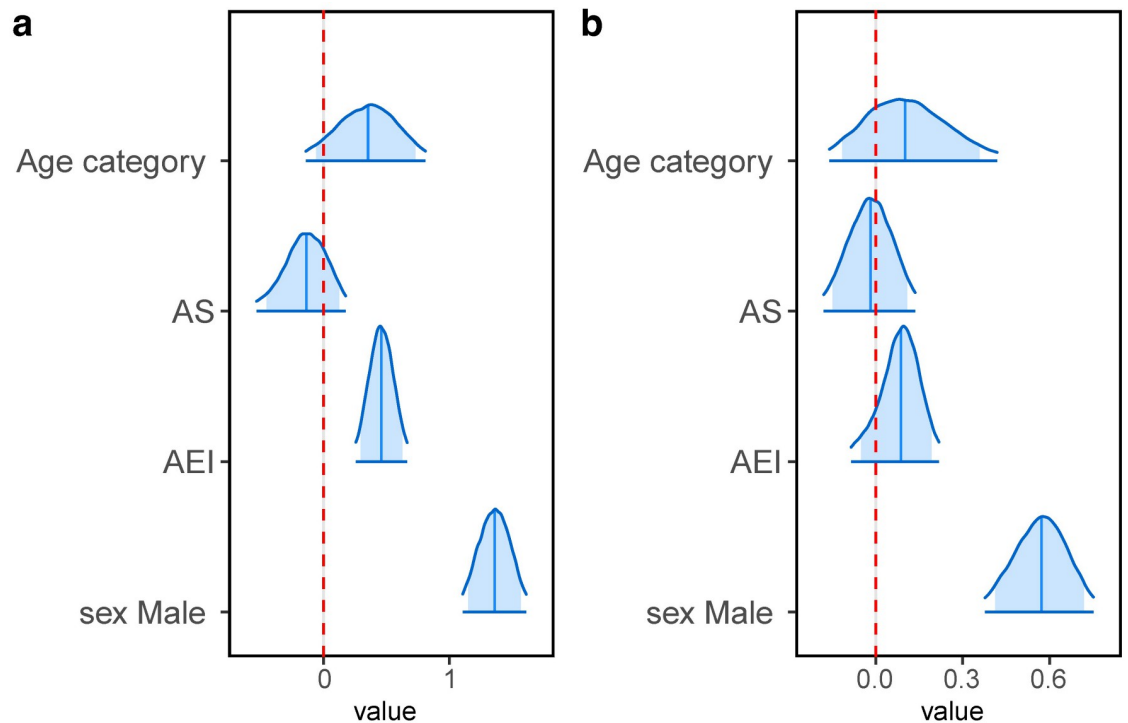 a
Age category
AS
AEI
sex Male
0 1
value
b
Age category
AS
AEI
sex Male
0.0 0.3 0.6
value